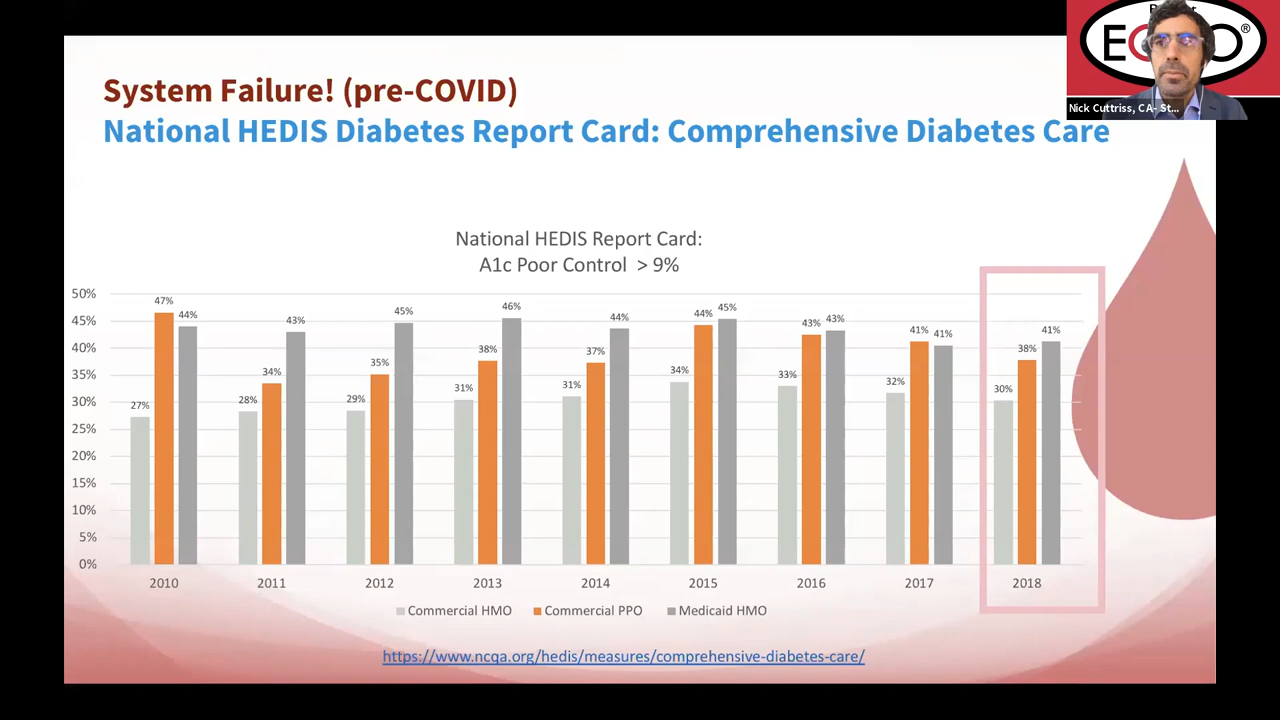 System Failure! (pre-COVID)
National HEDIS Diabetes Report Card: Comprehensive Diabetes Care
Nick Cuttriss, CA- St...
National HEDIS Report Card:
A1c Poor Control > 9%
50%
45%
40%
35%
30%
25%
20%
15%
10%
5%
0%
27% 47% 44%
28% 34% 43%
29% 35% 45%
31% 38% 46%
31% 37% 44%
34% 44% 45%
33% 43% 43%
32% 41% 41%
30% 38% 41%
2010 2011 2012 2013 2014 2015 2016 2017 2018
Commercial HMO Commercial PPO Medicaid HMO
https://www.ncqa.org/hedis/measures/comprehensive-diabetes-care/